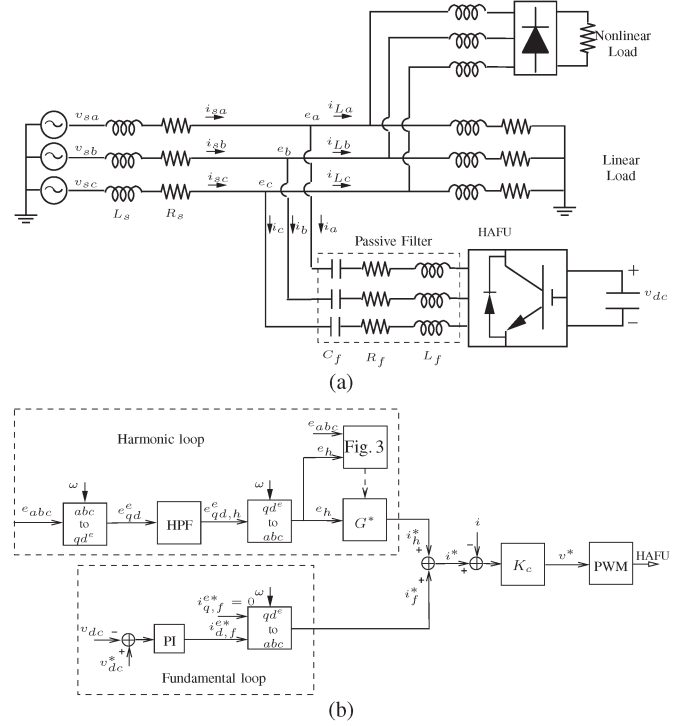 Nonlinear
Load
v_sa i_sa e_a i_La
v_sb i_sb e_b i_Lb
v_sc i_sc e_c i_Lc
Linear
Load
L_s R_s
i_c i_b i_a
Passive Filter HAFU
+
v_dc
−
C_f R_f L_f
(a)
Harmonic loop
e_abc
e_h
Fig. 3
ω ω
e_abc abc to qd^e e^e_qd HPF e^e_qd,h qd^e to abc e_h G*
i*_h i
+ −
+ i* + K_c v* PWM HAFU
i*_f
i^e*_q,f = 0 ω
v_dc − PI i^e*_d,f qd^e to abc
+
v*_dc
Fundamental loop
(b)